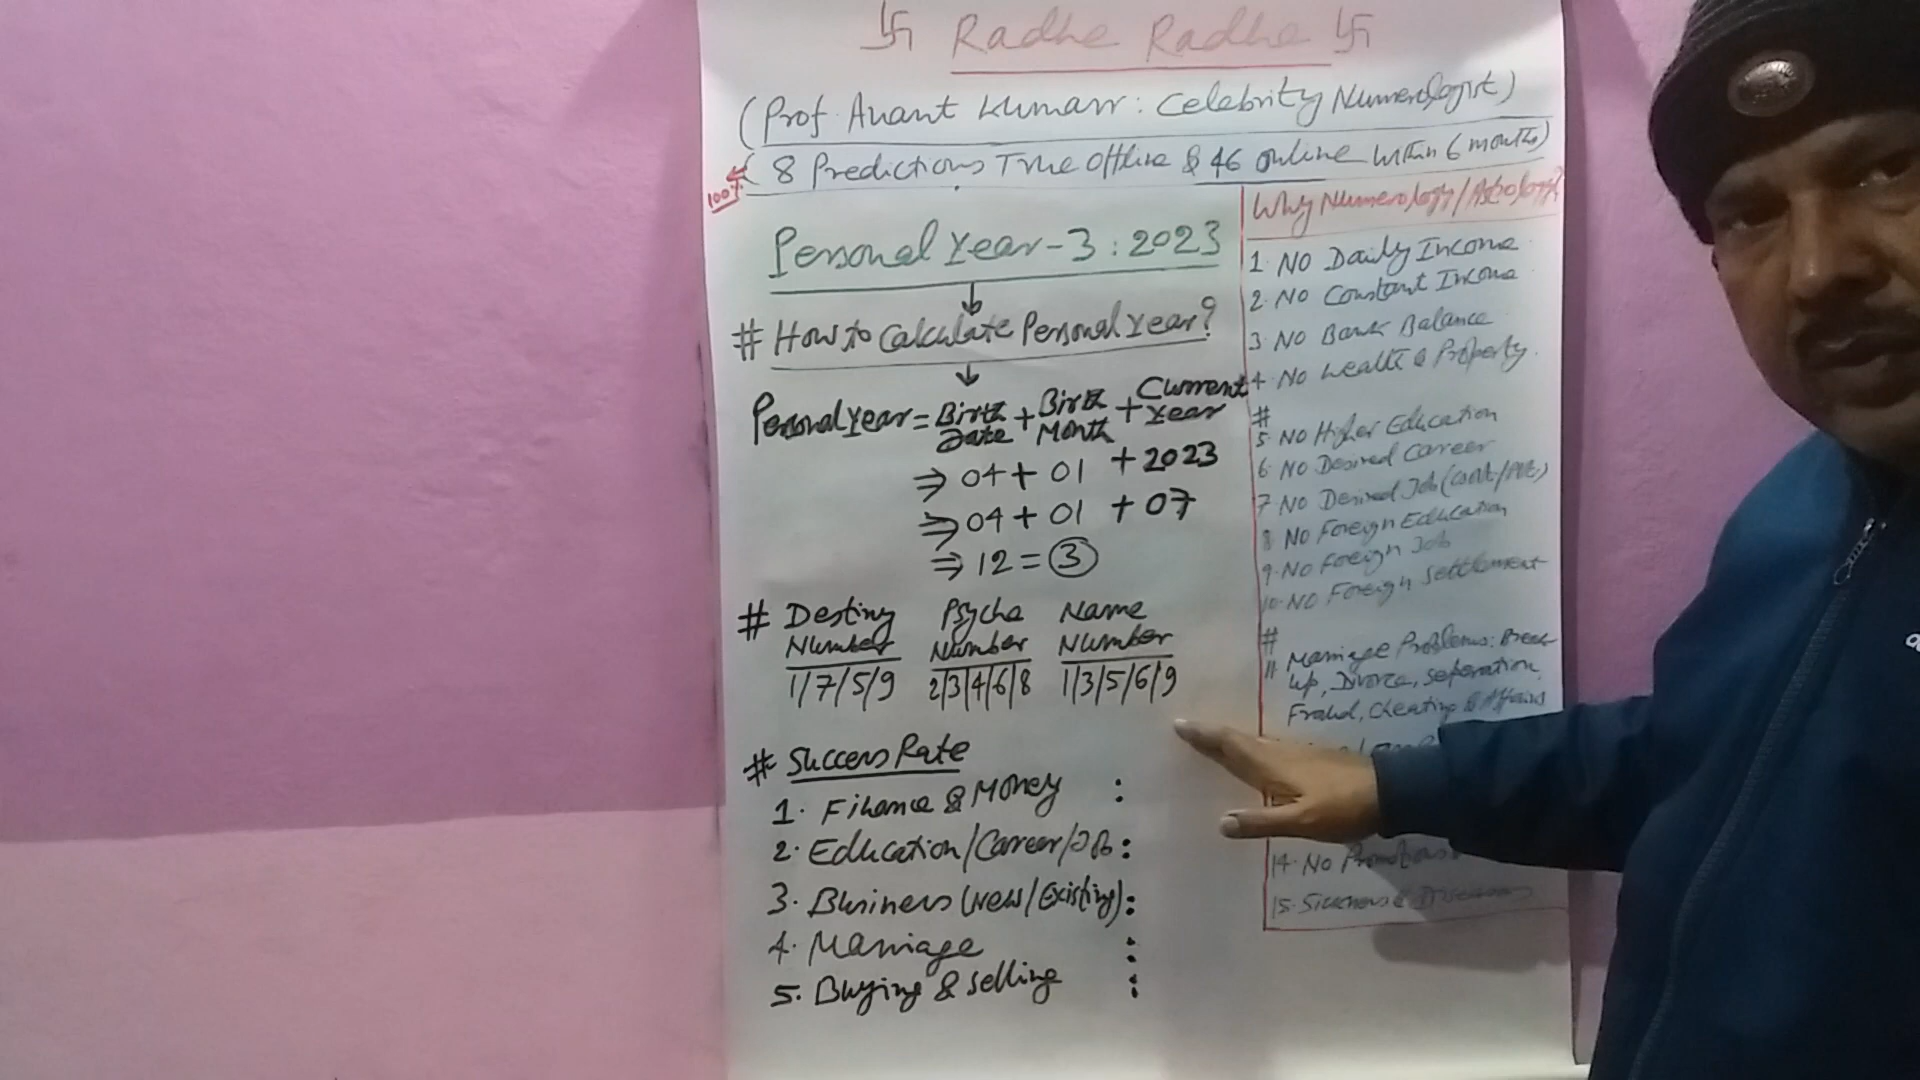 卐 Radhe Radhe 卐
(Prof. Anant Kumarr: Celebrity Numerologist)
100% ( 8 Predictions True Offline & 46 online within 6 months)
Personal Year-3 : 2023
# How to Calculate Personal Year?
Personal Year = Birth Date + Birth Month + Current Year
⇒ 04 + 01 + 2023
⇒ 04 + 01 + 07
⇒ 12 = 3
# Destiny Number Psyche Number Name Number
1/7/5/9 2/3/4/6/8 1/3/5/6/9
# Success Rate
1. Finance & Money :
2. Education/Career/Job :
3. Business (New/Existing) :
4. Marriage :
5. Buying & Selling :
Why Numerology/Astrology?
1. No Daily Income
2. No Constant Income
3. No Bank Balance
4. No Wealth & Property.
#
5. No Higher Education
6. No Desired Career
7. No Desired Job (Govt./Pvt.)
8. No Foreign Education
9. No Foreign Job
10. No Foreign Settlement
#
11. Marriage Problems: Break
up, Divorce, Seperation,
Fraud, Cheating & Affairs
14. No Promotions
15. Sickness & Diseases